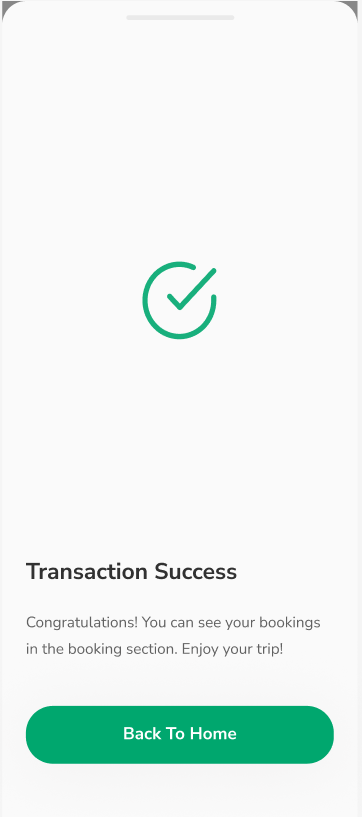 Transaction Success
Congratulations! You can see your bookings
in the booking section. Enjoy your trip!
Back To Home